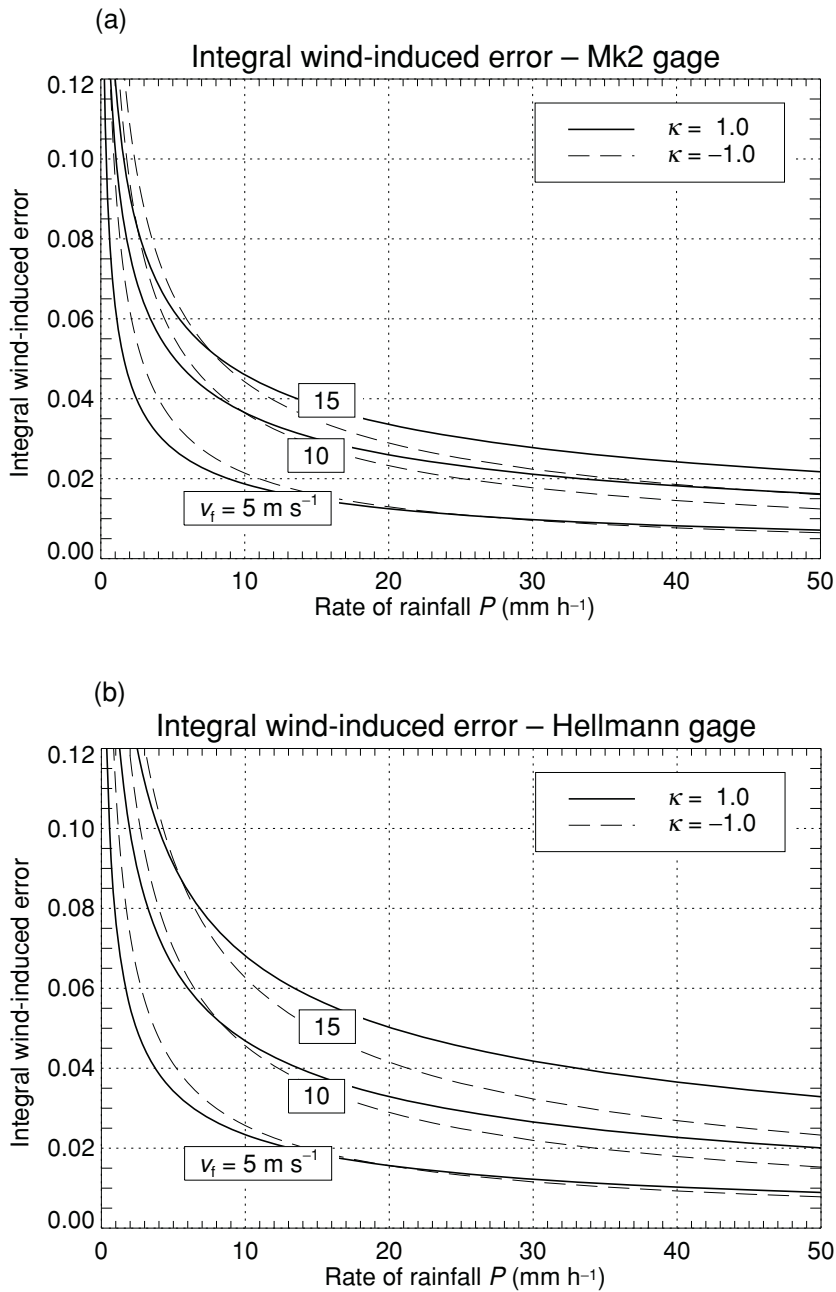 (a)
Integral wind-induced error – Mk2 gage
0.12
κ = 1.0
κ = –1.0
0.10
0.08
Integral wind-induced error
0.06
0.04
15
10
0.02
vf = 5 m s–1
0.00
0 10 20 30 40 50
Rate of rainfall P (mm h–1)
(b)
Integral wind-induced error – Hellmann gage
0.12
κ = 1.0
κ = –1.0
0.10
0.08
Integral wind-induced error
0.06
15
0.04
10
0.02
vf = 5 m s–1
0.00
0 10 20 30 40 50
Rate of rainfall P (mm h–1)